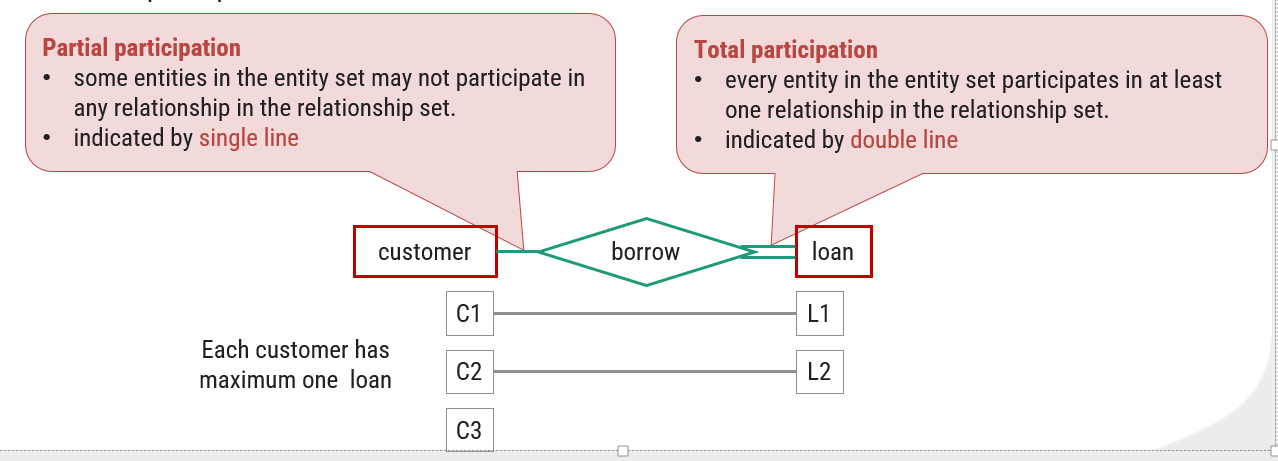 Partial participation
• some entities in the entity set may not participate in
any relationship in the relationship set.
• indicated by single line
Total participation
• every entity in the entity set participates in at least
one relationship in the relationship set.
• indicated by double line
customer
borrow
loan
C1
L1
Each customer has
maximum one loan
C2
L2
C3